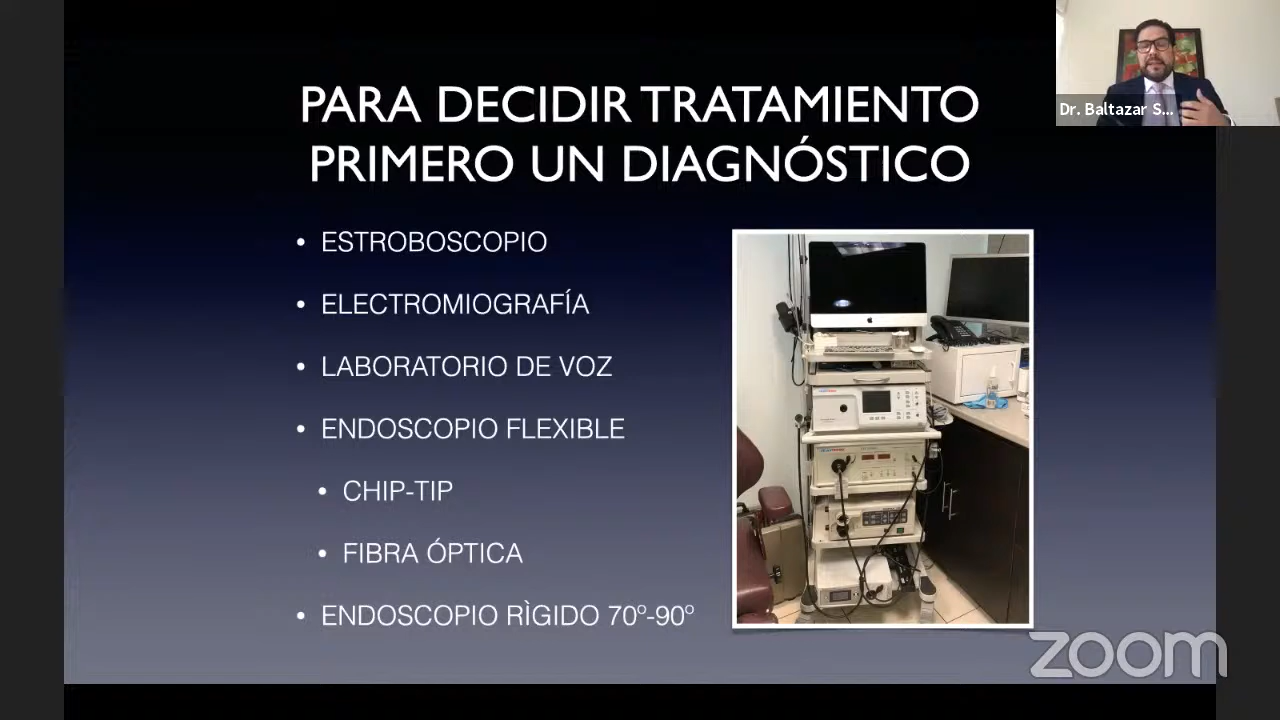 PARA DECIDIR TRATAMIENTO
PRIMERO UN DIAGNÓSTICO
Dr. Baltazar S...
• ESTROBOSCOPIO
• ELECTROMIOGRAFÍA
• LABORATORIO DE VOZ
• ENDOSCOPIO FLEXIBLE
• CHIP-TIP
• FIBRA ÓPTICA
• ENDOSCOPIO RÌGIDO 70º-90º
zoom